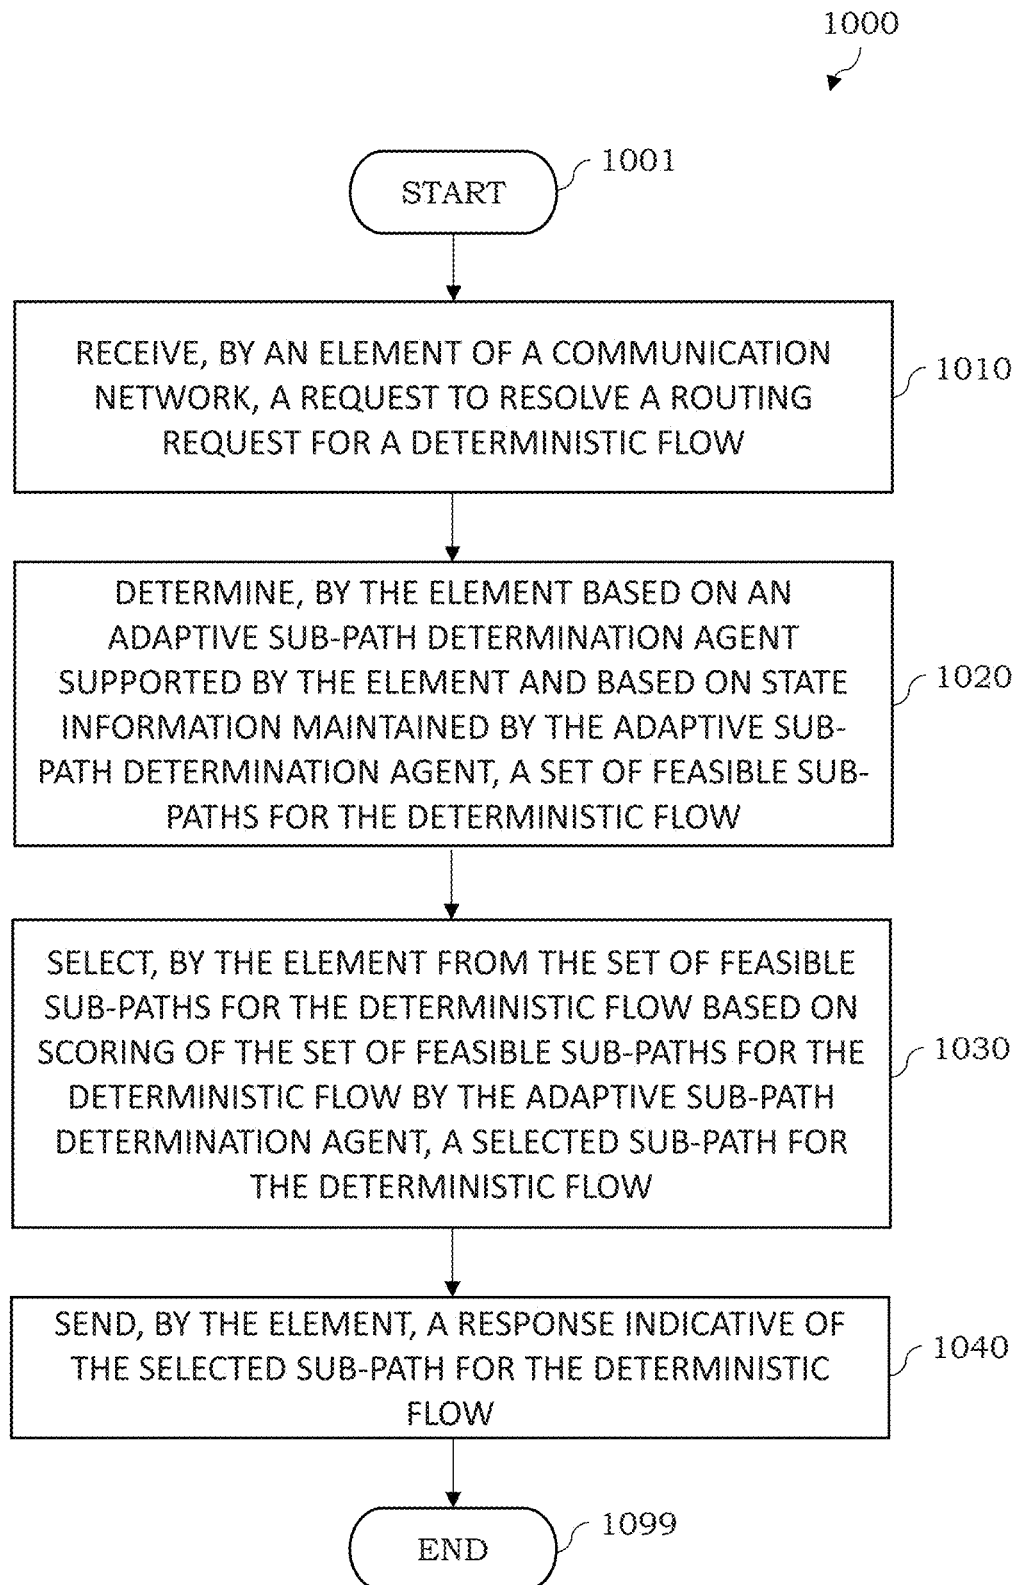 1000
START
1001
RECEIVE, BY AN ELEMENT OF A COMMUNICATION
NETWORK, A REQUEST TO RESOLVE A ROUTING
REQUEST FOR A DETERMINISTIC FLOW
1010
DETERMINE, BY THE ELEMENT BASED ON AN
ADAPTIVE SUB-PATH DETERMINATION AGENT
SUPPORTED BY THE ELEMENT AND BASED ON STATE
INFORMATION MAINTAINED BY THE ADAPTIVE SUB-
PATH DETERMINATION AGENT, A SET OF FEASIBLE SUB-
PATHS FOR THE DETERMINISTIC FLOW
1020
SELECT, BY THE ELEMENT FROM THE SET OF FEASIBLE
SUB-PATHS FOR THE DETERMINISTIC FLOW BASED ON
SCORING OF THE SET OF FEASIBLE SUB-PATHS FOR THE
DETERMINISTIC FLOW BY THE ADAPTIVE SUB-PATH
DETERMINATION AGENT, A SELECTED SUB-PATH FOR
THE DETERMINISTIC FLOW
1030
SEND, BY THE ELEMENT, A RESPONSE INDICATIVE OF
THE SELECTED SUB-PATH FOR THE DETERMINISTIC
FLOW
1040
END
1099